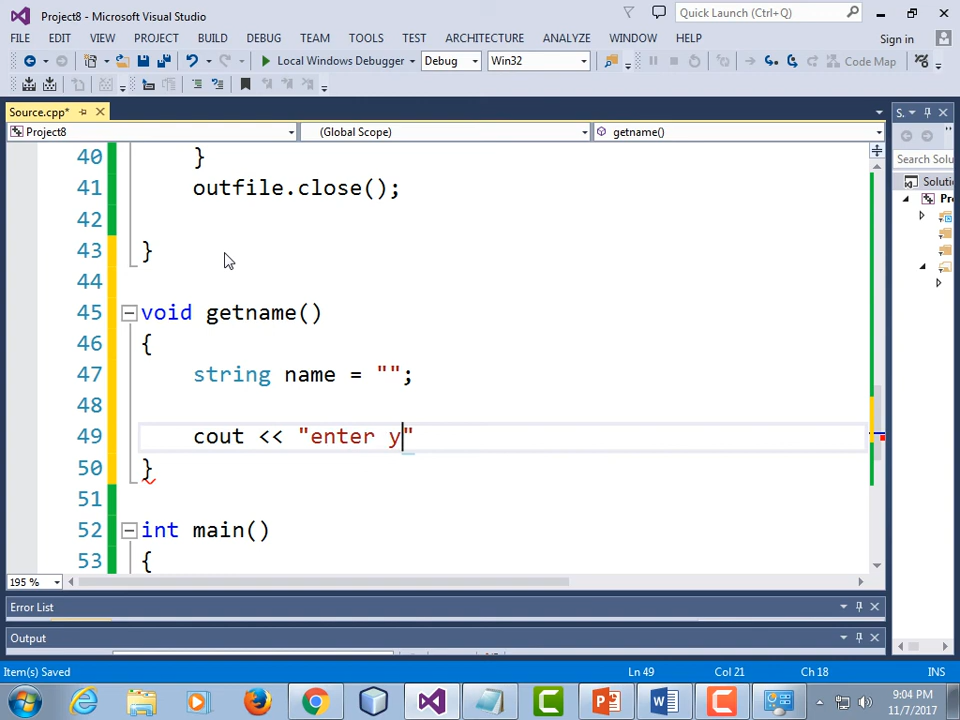 Project8 - Microsoft Visual Studio
Quick Launch (Ctrl+Q)
FILE EDIT VIEW PROJECT BUILD DEBUG TEAM TOOLS TEST ARCHITECTURE ANALYZE WINDOW HELP Sign in
Local Windows Debugger Debug Win32 Code Map
Source.cpp* S.
Project8 (Global Scope) getname()
Search Solu
Solutio
Pr
40 }
41 outfile.close();
42
43 }
44
45 void getname()
46 {
47 string name = "";
48
49 cout << "enter y"
50 }
51
52 int main()
53 {
195 %
Error List
Output
Item(s) Saved Ln 49 Col 21 Ch 18 INS
9:04 PM
11/7/2017